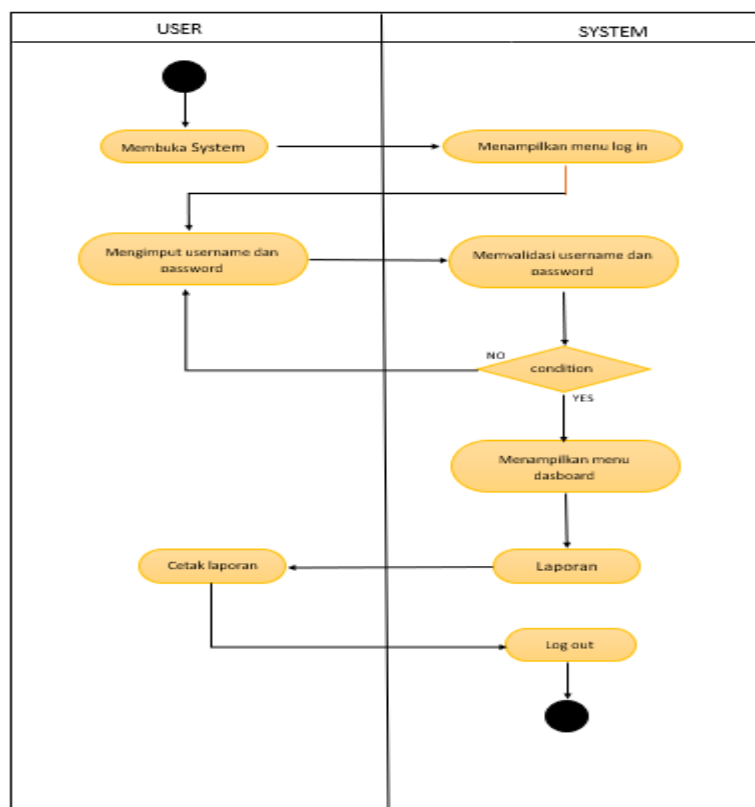 USER
SYSTEM
Membuka System
Menampilkan menu log in
Mengimput username dan
password
Memvalidasi username dan
password
NO
condition
YES
Menampilkan menu
dasboard
Cetak laporan
Laporan
Log out